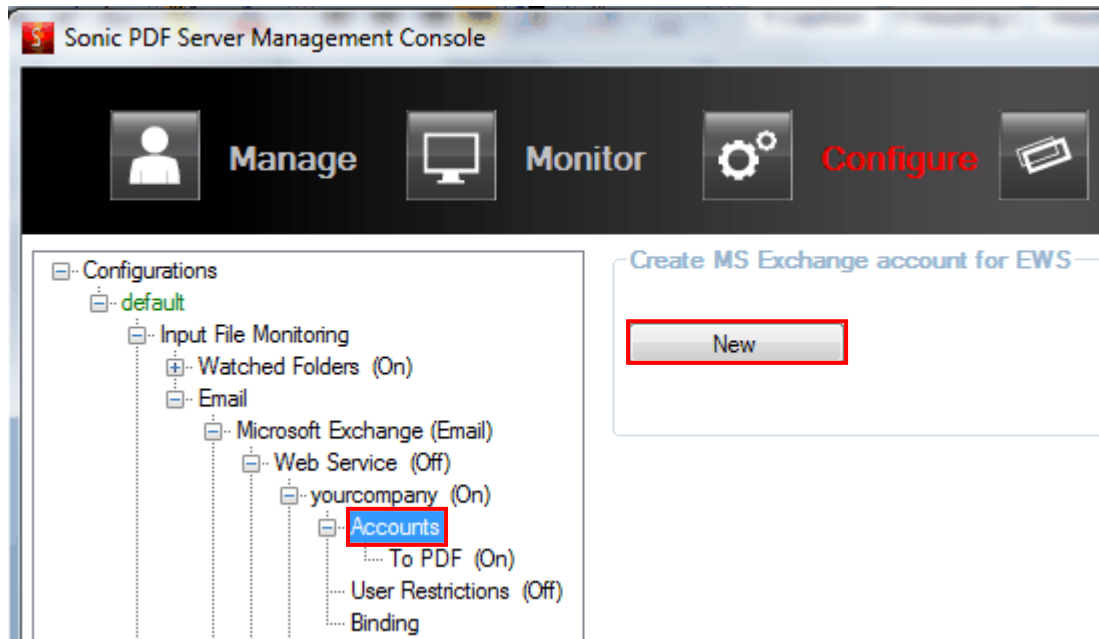 Sonic PDF Server Management Console
Manage Monitor Configure
Configurations
default
Input File Monitoring
Watched Folders (On)
Email
Microsoft Exchange (Email)
Web Service (Off)
yourcompany (On)
Accounts
To PDF (On)
User Restrictions (Off)
Binding
Create MS Exchange account for EWS
New